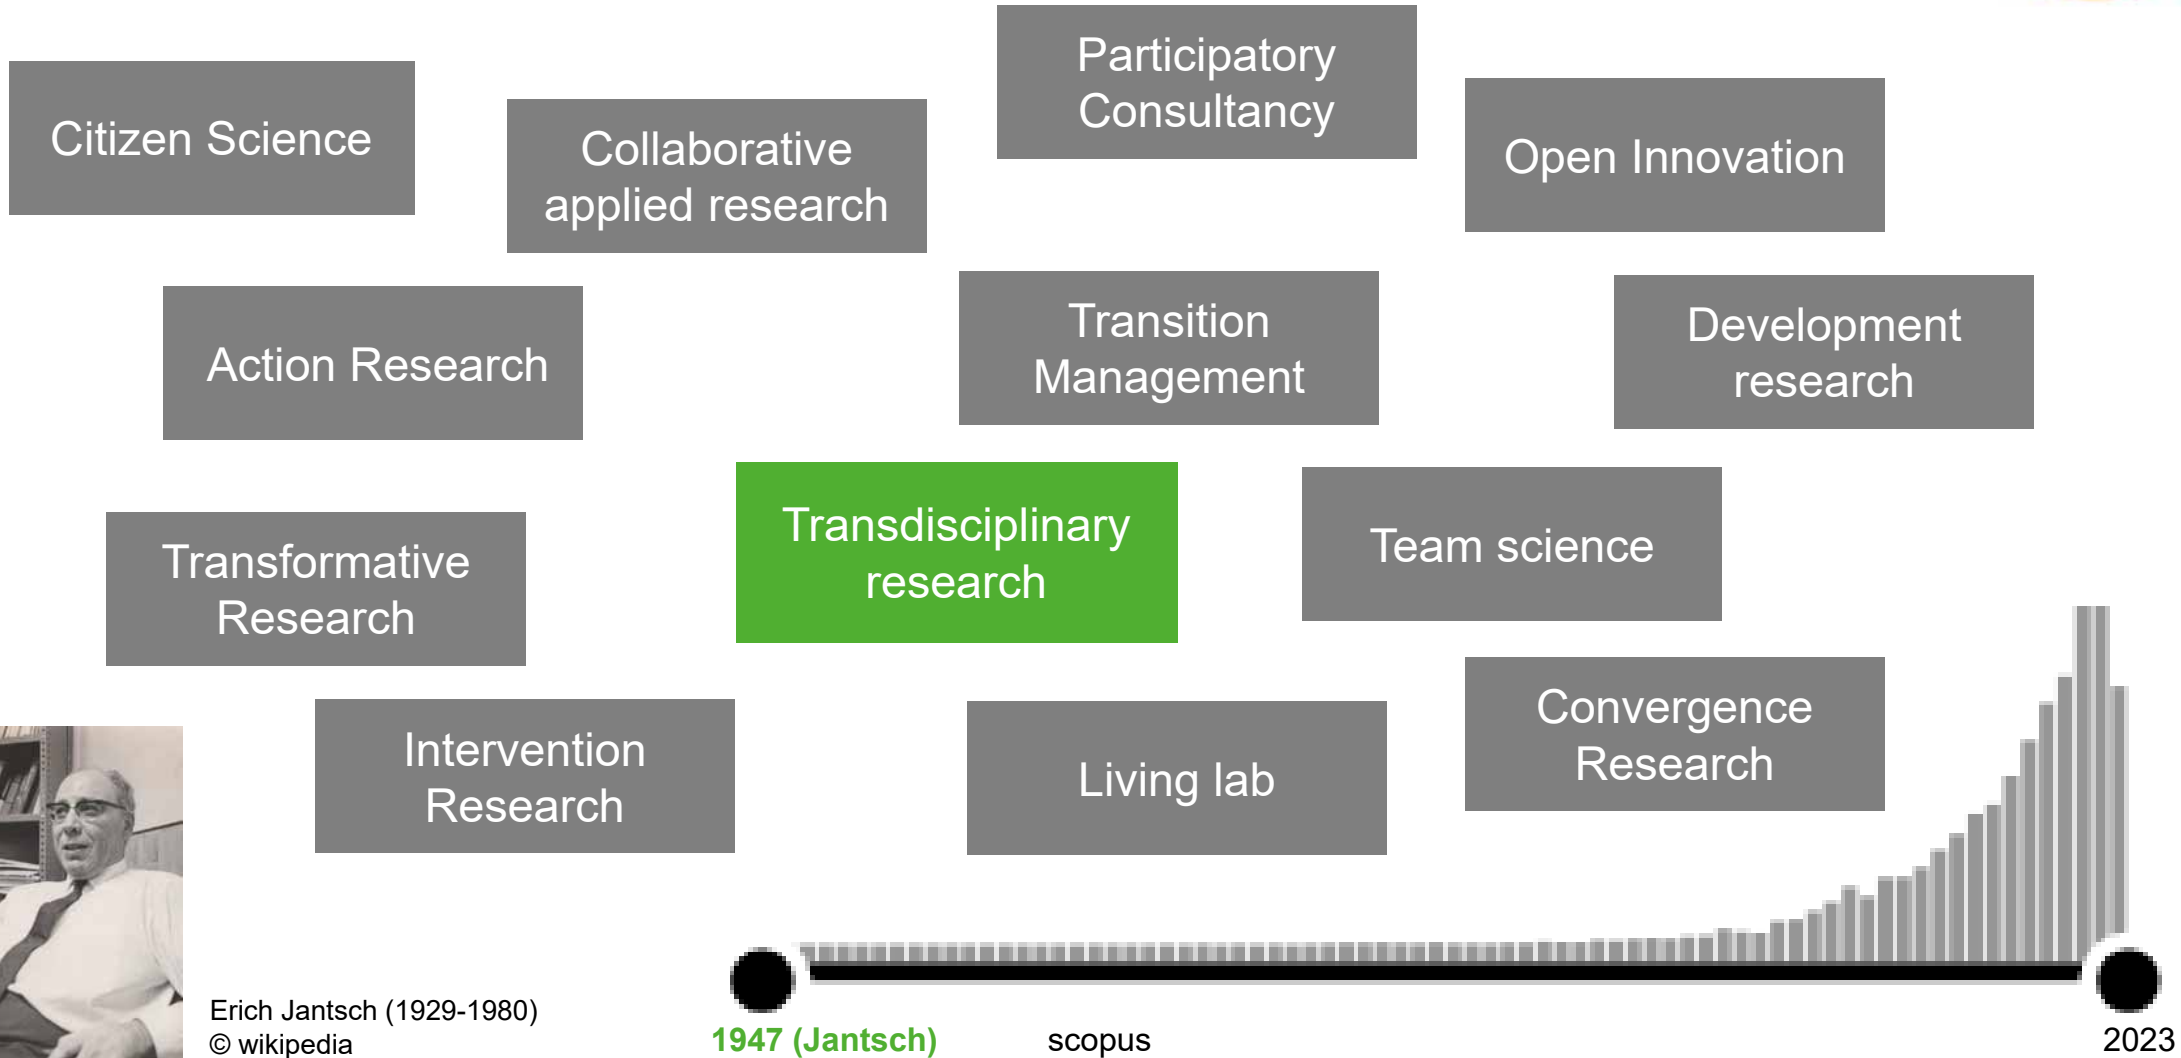 Participatory
Consultancy
Citizen Science
Collaborative
applied research
Open Innovation
Action Research
Transition
Management
Development
research
Transdisciplinary
research
Team science
Transformative
Research
Intervention
Research
Living lab
Convergence
Research
Erich Jantsch (1929-1980)
© wikipedia
1947 (Jantsch)
scopus
2023